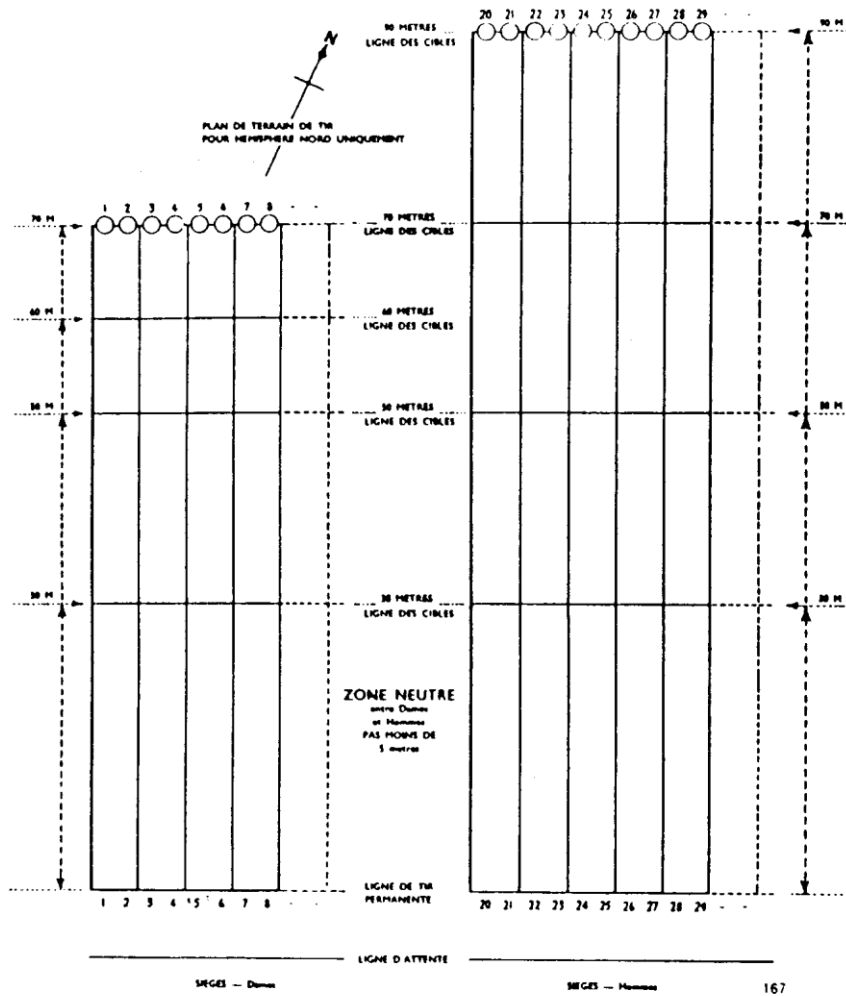 90 METRES
LIGNE DES CIBLES
20 21 22 23 24 25 26 27 28 29
90 M
N
PLAN DE TERRAIN DE TIR
POUR HEMISPHERE NORD UNIQUEMENT
1 2 3 4 5 6 7 8
70 M
70 METRES
LIGNE DES CIBLES
70 M
60 M
60 METRES
LIGNE DES CIBLES
50 M
50 METRES
LIGNE DES CIBLES
50 M
30 M
30 METRES
LIGNE DES CIBLES
30 M
ZONE NEUTRE
entre Dames
et Hommes
PAS MOINS DE
5 metres
LIGNE DE TIR
PERMANENTE
1 2 3 4 5 6 7 8
20 21 22 23 24 25 26 27 28 29
LIGNE D'ATTENTE
SIEGES — Dames
SIEGES — Hommes
167